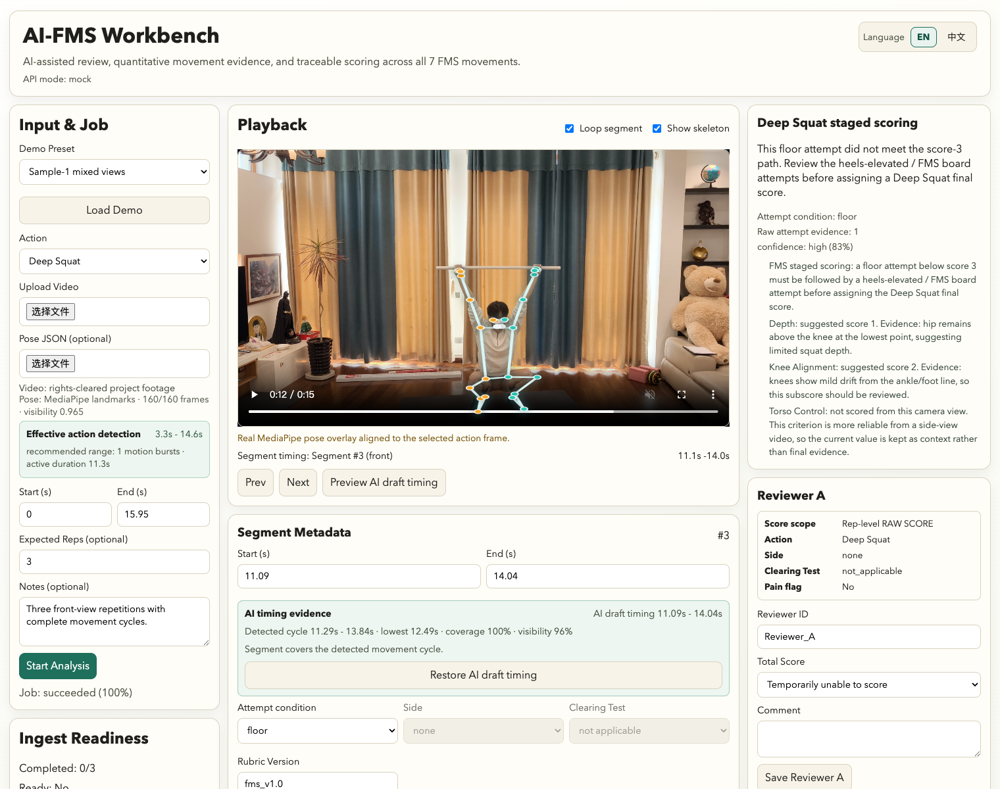 AI-FMS Workbench
AI-assisted review, quantitative movement evidence, and traceable scoring across all 7 FMS movements.
API mode: mock
Language EN 中文
Input & Job
Demo Preset
Sample-1 mixed views
Load Demo
Action
Deep Squat
Upload Video
选择文件
Pose JSON (optional)
选择文件
Video: rights-cleared project footage
Pose: MediaPipe landmarks · 160/160 frames
· visibility 0.965
Effective action detection 3.3s - 14.6s
recommended range: 1 motion bursts ·
active duration 11.3s
Start (s) End (s)
0 15.95
Expected Reps (optional)
3
Notes (optional)
Three front-view repetitions with
complete movement cycles.
Start Analysis
Job: succeeded (100%)
Ingest Readiness
Completed: 0/3
Ready: No
Playback
Loop segment Show skeleton
0:12 / 0:15
Real MediaPipe pose overlay aligned to the selected action frame.
Segment timing: Segment #3 (front) 11.1s -14.0s
Prev Next Preview AI draft timing
Segment Metadata #3
Start (s) End (s)
11.09 14.04
AI timing evidence AI draft timing 11.09s - 14.04s
Detected cycle 11.29s - 13.84s · lowest 12.49s · coverage 100% · visibility 96%
Segment covers the detected movement cycle.
Restore AI draft timing
Attempt condition Side Clearing Test
floor none not applicable
Rubric Version
fms_v1.0
Deep Squat staged scoring
This floor attempt did not meet the score-3
path. Review the heels-elevated / FMS board
attempts before assigning a Deep Squat final
score.
Attempt condition: floor
Raw attempt evidence: 1
confidence: high (83%)
FMS staged scoring: a floor attempt below score 3
must be followed by a heels-elevated / FMS board
attempt before assigning the Deep Squat final
score.
Depth: suggested score 1. Evidence: hip remains
above the knee at the lowest point, suggesting
limited squat depth.
Knee Alignment: suggested score 2. Evidence:
knees show mild drift from the ankle/foot line, so
this subscore should be reviewed.
Torso Control: not scored from this camera view.
This criterion is more reliable from a side-view
video, so the current value is kept as context rather
than final evidence.
Reviewer A
Score scope Rep-level RAW SCORE
Action Deep Squat
Side none
Clearing Test not_applicable
Pain flag No
Reviewer ID
Reviewer_A
Total Score
Temporarily unable to score
Comment
Save Reviewer A